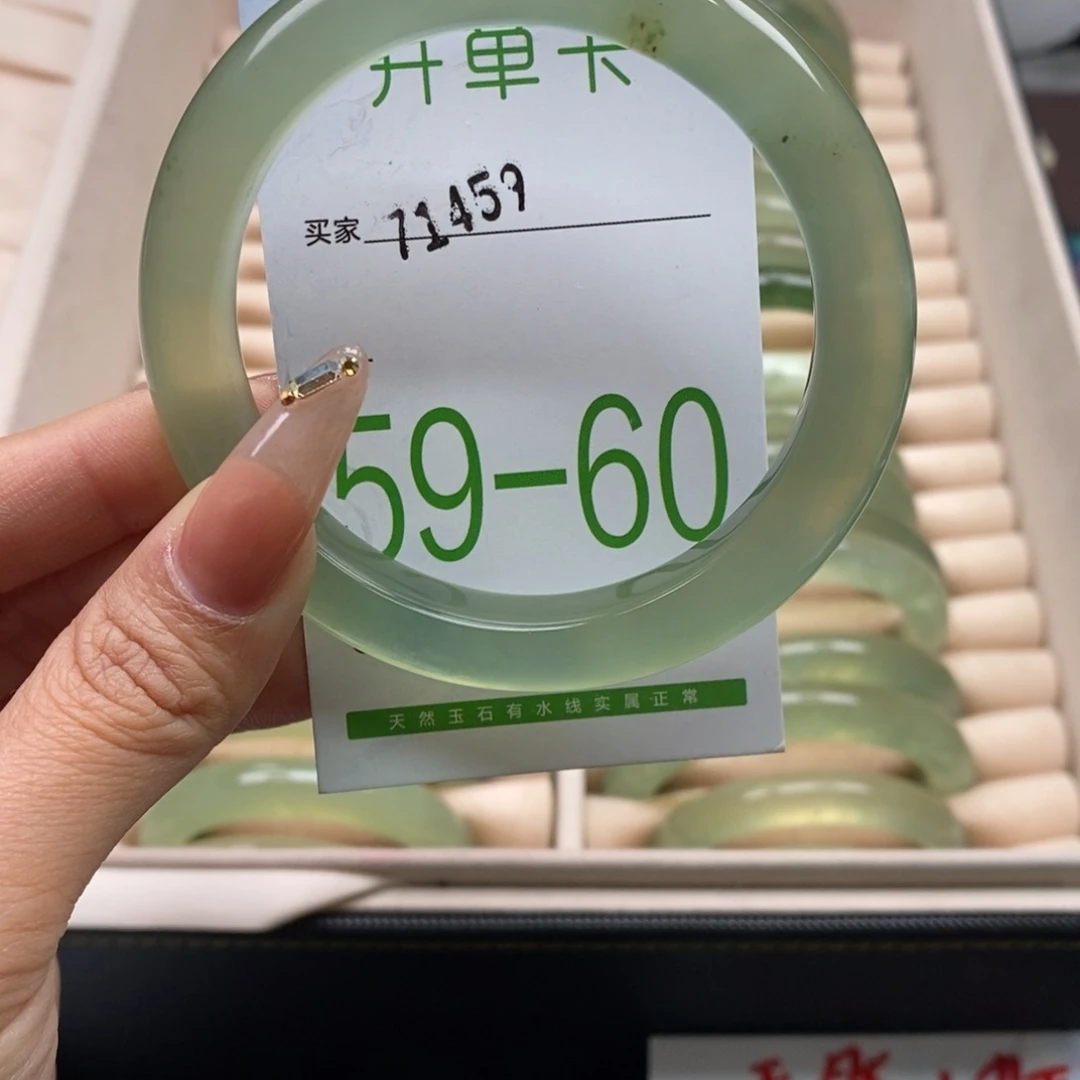 开单卡
买家 71459
59-60
天然玉石有水线实属正常